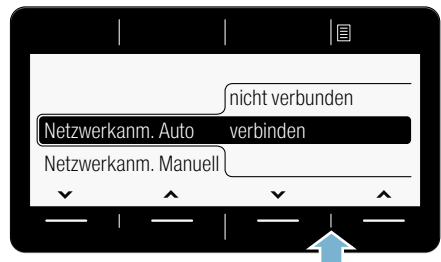 nicht verbunden
Netzwerkanm. Auto verbinden
Netzwerkanm. Manuell